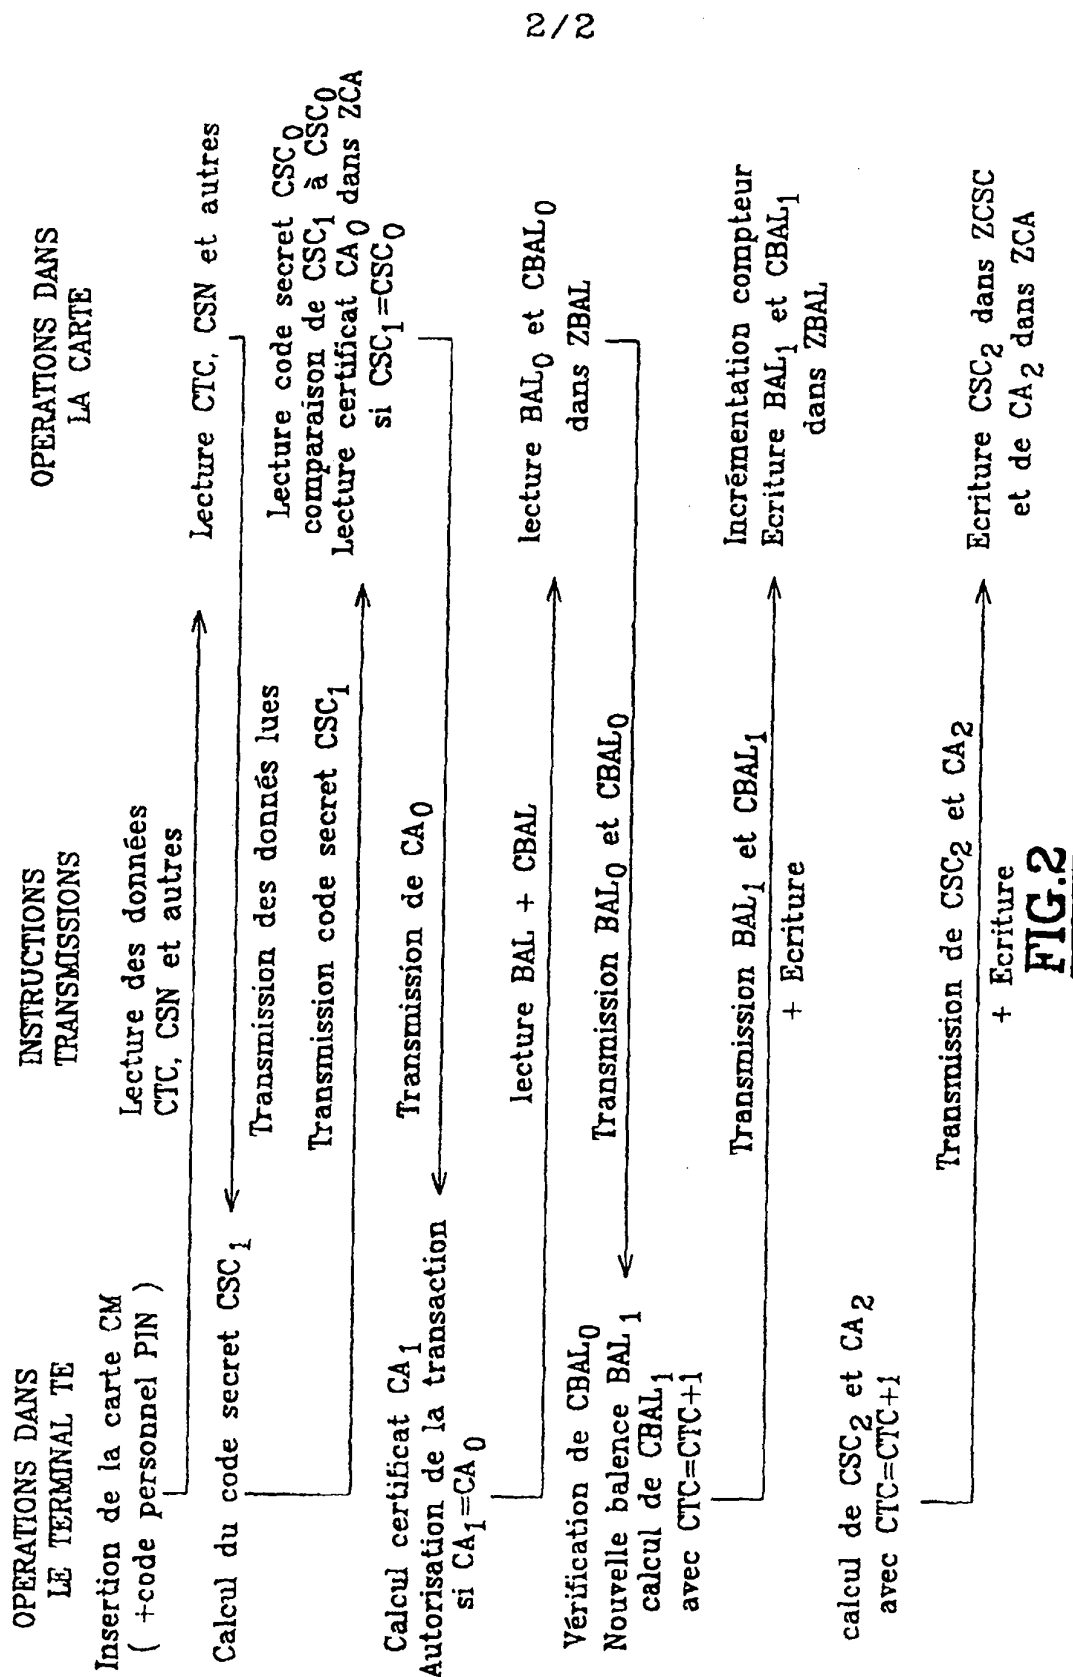 2/2
OPERATIONS DANS
LE TERMINAL TE
INSTRUCTIONS
TRANSMISSIONS
OPERATIONS DANS
LA CARTE
Insertion de la carte CM
( +code personnel PIN )
Lecture des données
CTC, CSN et autres
Lecture CTC, CSN et autres
Calcul du code secret CSC1
Transmission des donnés lues
Transmission code secret CSC1
Lecture code secret CSC0
comparaison de CSC1 à CSC0
Lecture certificat CA0 dans ZCA
si CSC1=CSC0
Calcul certificat CA1
Autorisation de la transaction
si CA1=CA0
Transmission de CA0
lecture BAL + CBAL
lecture BAL0 et CBAL0
dans ZBAL
Vérification de CBAL0
Nouvelle balence BAL1
calcul de CBAL1
avec CTC=CTC+1
Transmission BAL0 et CBAL0
Transmission BAL1 et CBAL1
+ Ecriture
Incrémentation compteur
Ecriture BAL1 et CBAL1
dans ZBAL
calcul de CSC2 et CA2
avec CTC=CTC+1
Transmission de CSC2 et CA2
+ Ecriture
Ecriture CSC2 dans ZCSC
et de CA2 dans ZCA
FIG.2